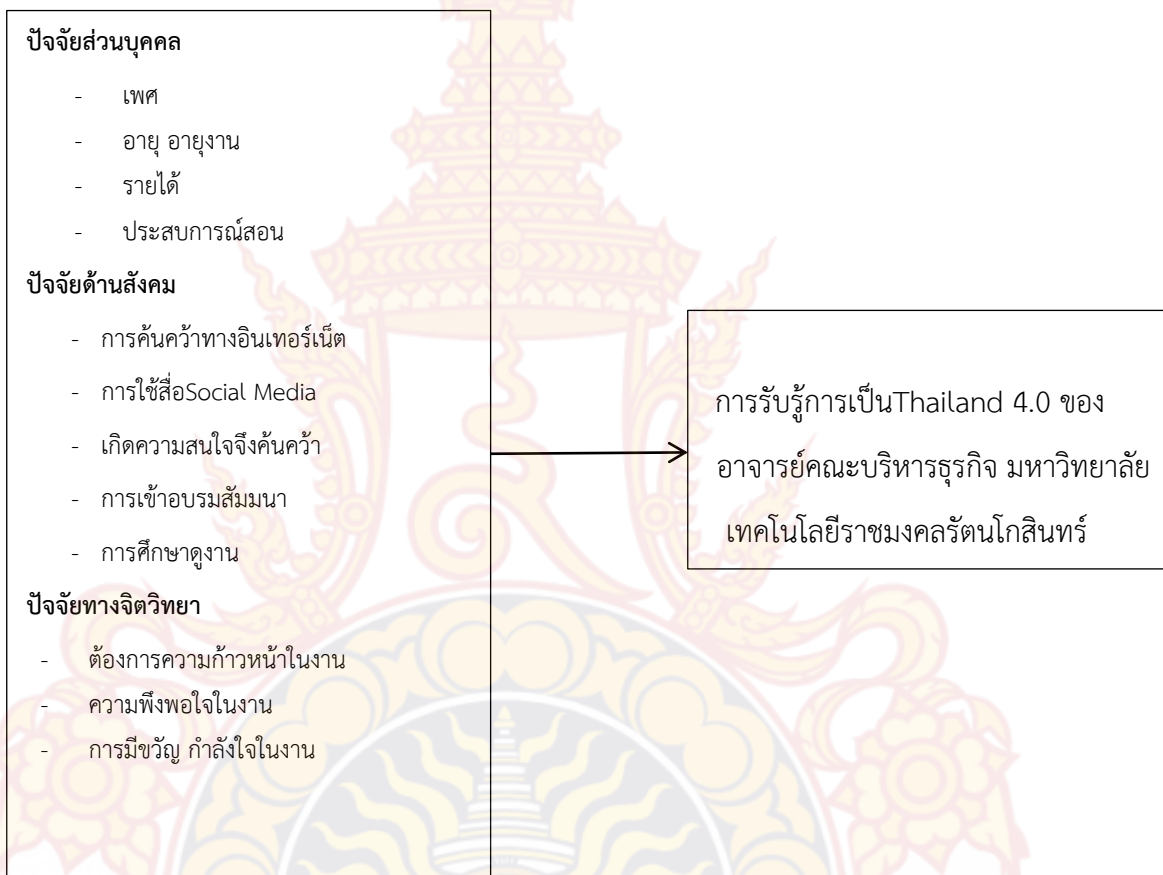 ปัจจัยส่วนบุคคล
- เพศ
- อายุ อายุงาน
- รายได้
- ประสบการณ์สอน
ปัจจัยด้านสังคม
- การค้นคว้าทางอินเทอร์เน็ต
- การใช้สื่อSocial Media
- เกิดความสนใจจึงค้นคว้า
- การเข้าอบรมสัมมนา
- การศึกษาดูงาน
ปัจจัยทางจิตวิทยา
- ต้องการความก้าวหน้าในงาน
- ความพึงพอใจในงาน
- การมีขวัญ กำลังใจในงาน
การรับรู้การเป็นThailand 4.0 ของ
อาจารย์คณะบริหารธุรกิจ มหาวิทยาลัย
เทคโนโลยีราชมงคลรัตนโกสินทร์